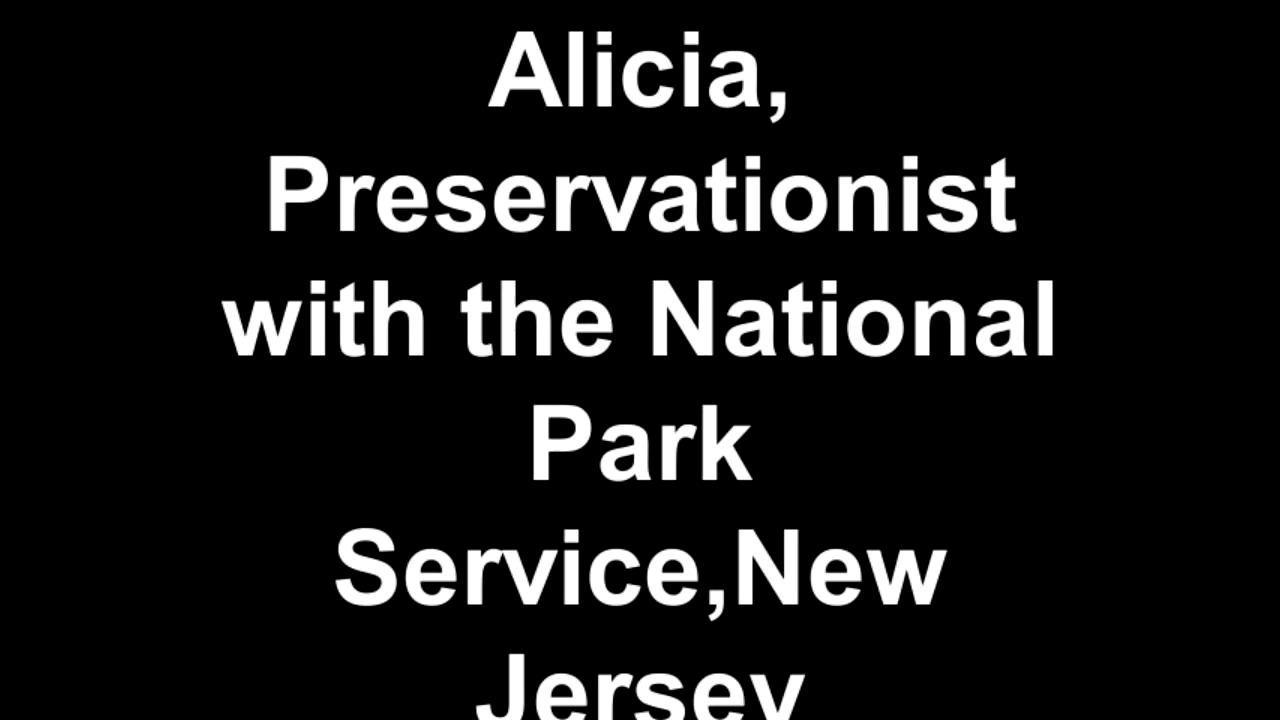 Alicia,
Preservationist
with the National
Park
Service,New
Jersey